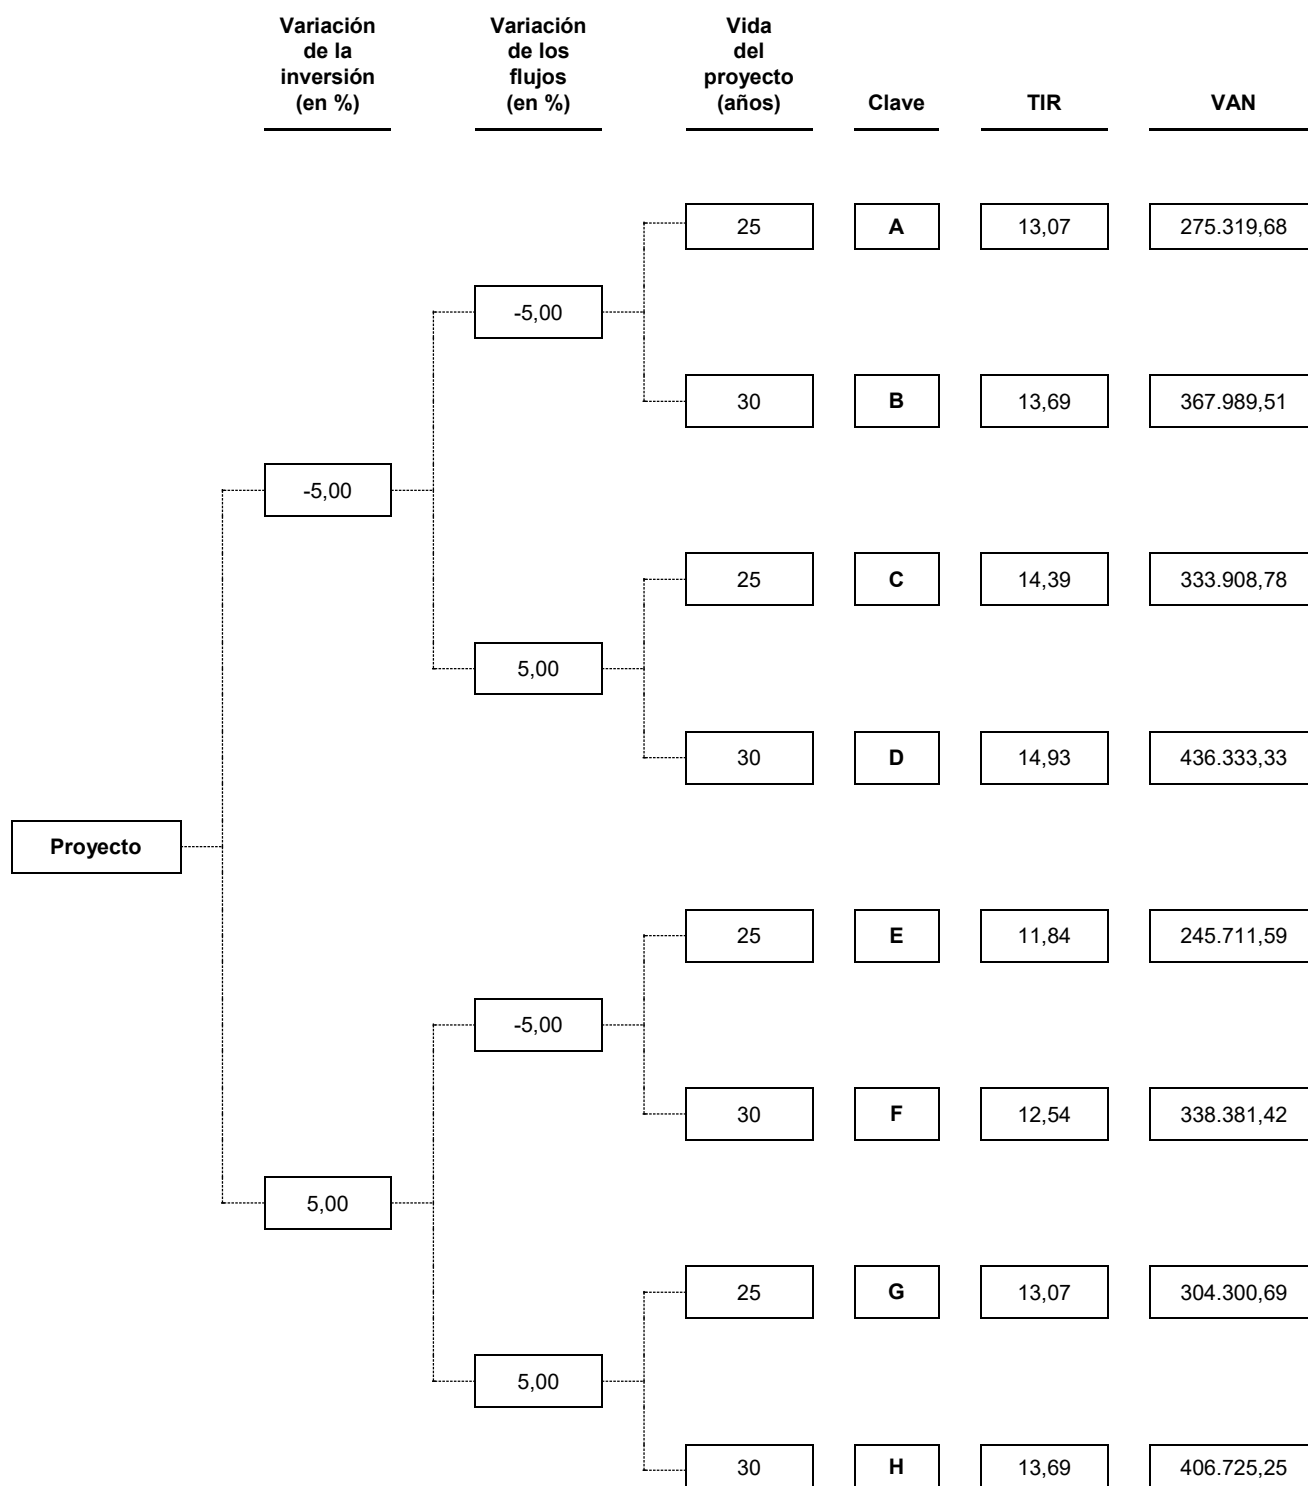 Variación
de la
inversión
(en %)
Variación
de los
flujos
(en %)
Vida
del
proyecto
(años)
Clave
TIR
VAN
25 A 13,07 275.319,68
-5,00
30 B 13,69 367.989,51
-5,00
25 C 14,39 333.908,78
5,00
30 D 14,93 436.333,33
Proyecto
25 E 11,84 245.711,59
-5,00
30 F 12,54 338.381,42
5,00
25 G 13,07 304.300,69
5,00
30 H 13,69 406.725,25